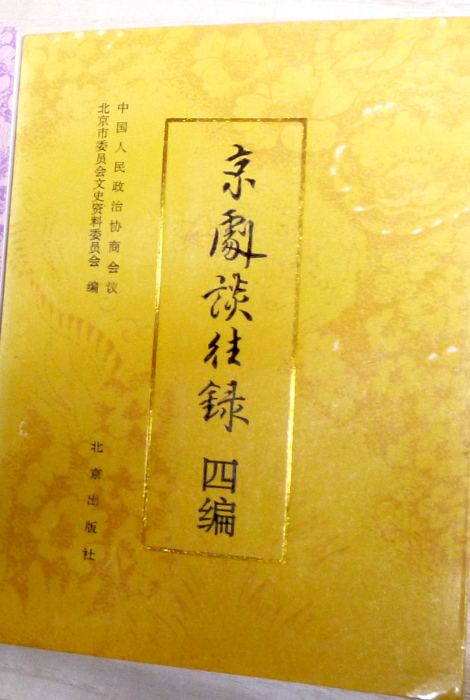 京劇談往録 四编
中国人民政治协商会议
北京市委员会文史资料委员会 编
北京出版社